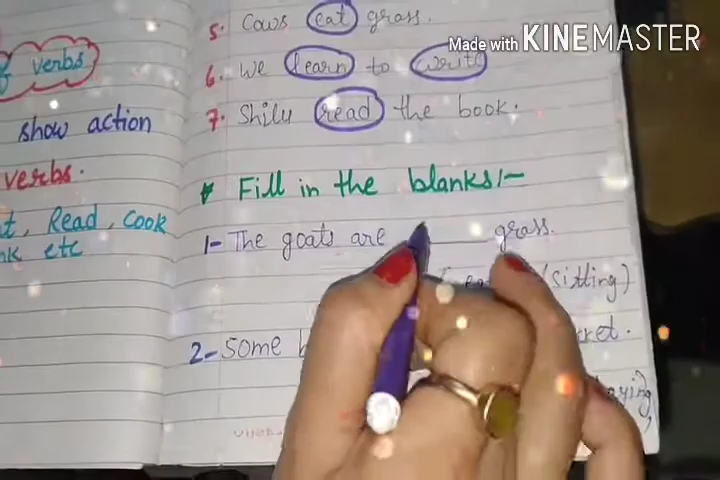 Made with KINEMASTER
verbs
show action
verbs.
Read, Cook
etc
5. Cows eat grass.
6. We learn to write
7. Shilu read the book.
Fill in the blanks:-
1- The goats are ______ grass.
(sitting)
2- Some